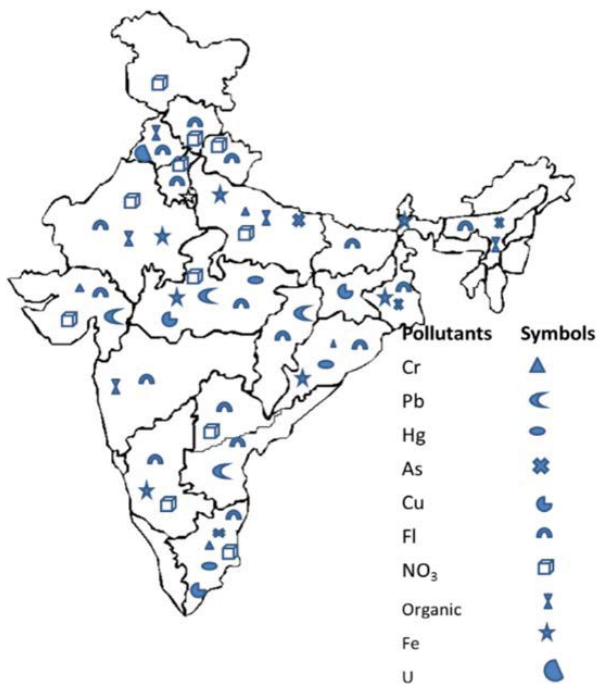 Pollutants Symbols
Cr
Pb
Hg
As
Cu
Fl
NO₃
Organic
Fe
U